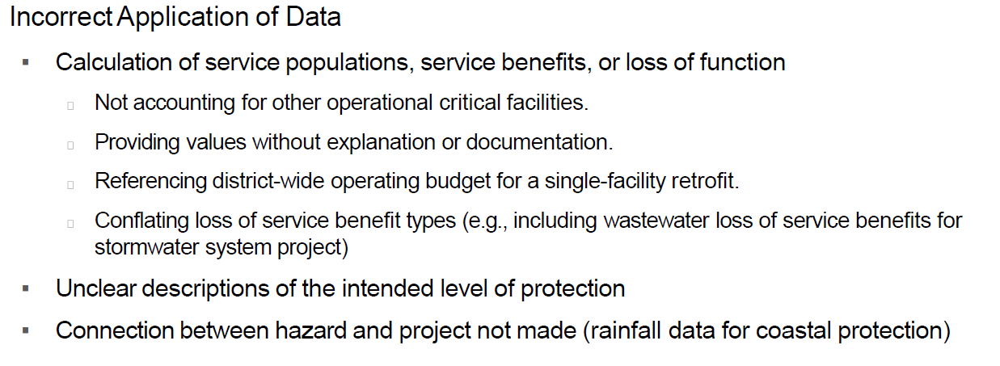 Incorrect Application of Data
▪ Calculation of service populations, service benefits, or loss of function
Not accounting for other operational critical facilities.
Providing values without explanation or documentation.
Referencing district-wide operating budget for a single-facility retrofit.
Conflating loss of service benefit types (e.g., including wastewater loss of service benefits for
stormwater system project)
▪ Unclear descriptions of the intended level of protection
▪ Connection between hazard and project not made (rainfall data for coastal protection)